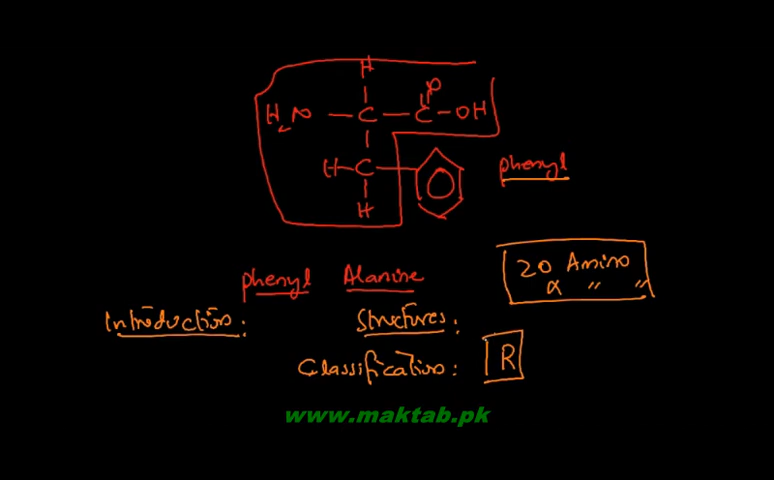 H
H₂N — C — C — OH
O
H — C
phenyl
H
phenyl Alanine
20 Amino
α " "
Introduction:
Structures:
Classification:
R
www.maktab.pk